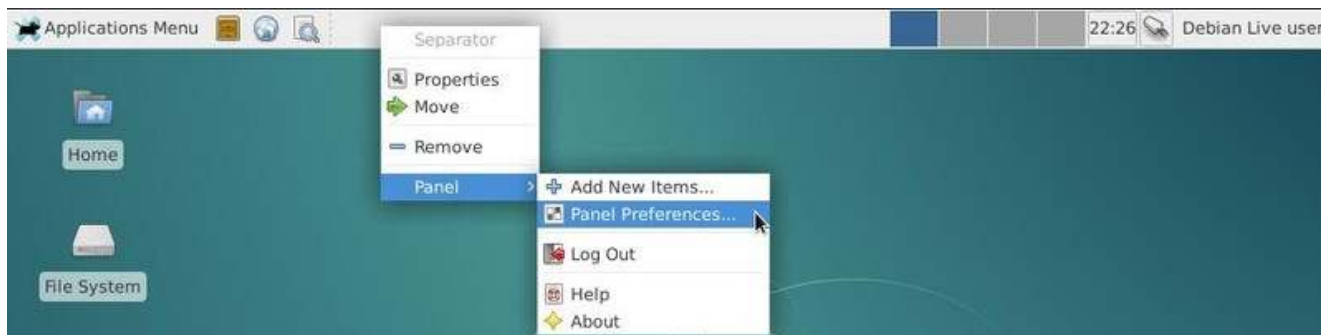 Applications Menu
22:26
Debian Live user
Separator
Properties
Move
Remove
Panel
Add New Items...
Panel Preferences...
Log Out
Help
About
Home
File System